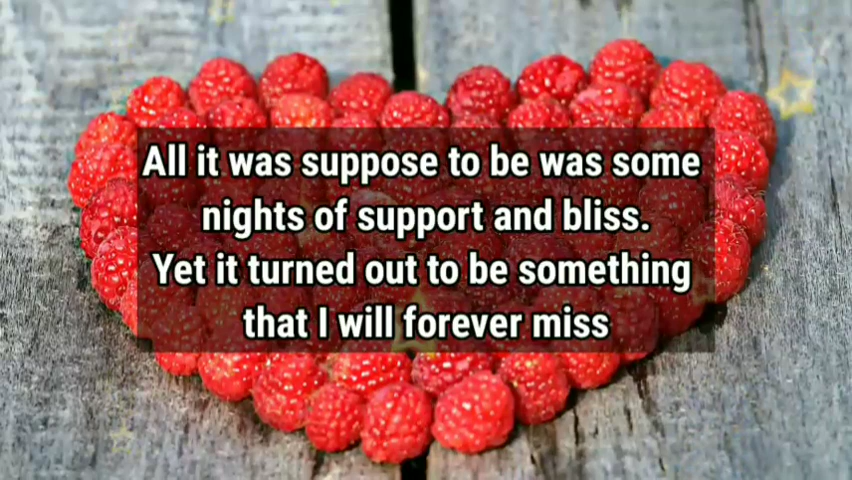 All it was suppose to be was some
nights of support and bliss.
Yet it turned out to be something
that I will forever miss